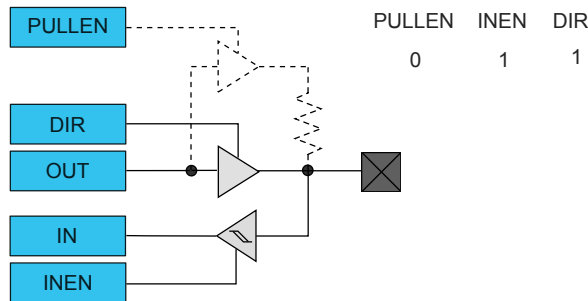 PULLEN
PULLEN INEN DIR
0 1 1
DIR
OUT
IN
INEN